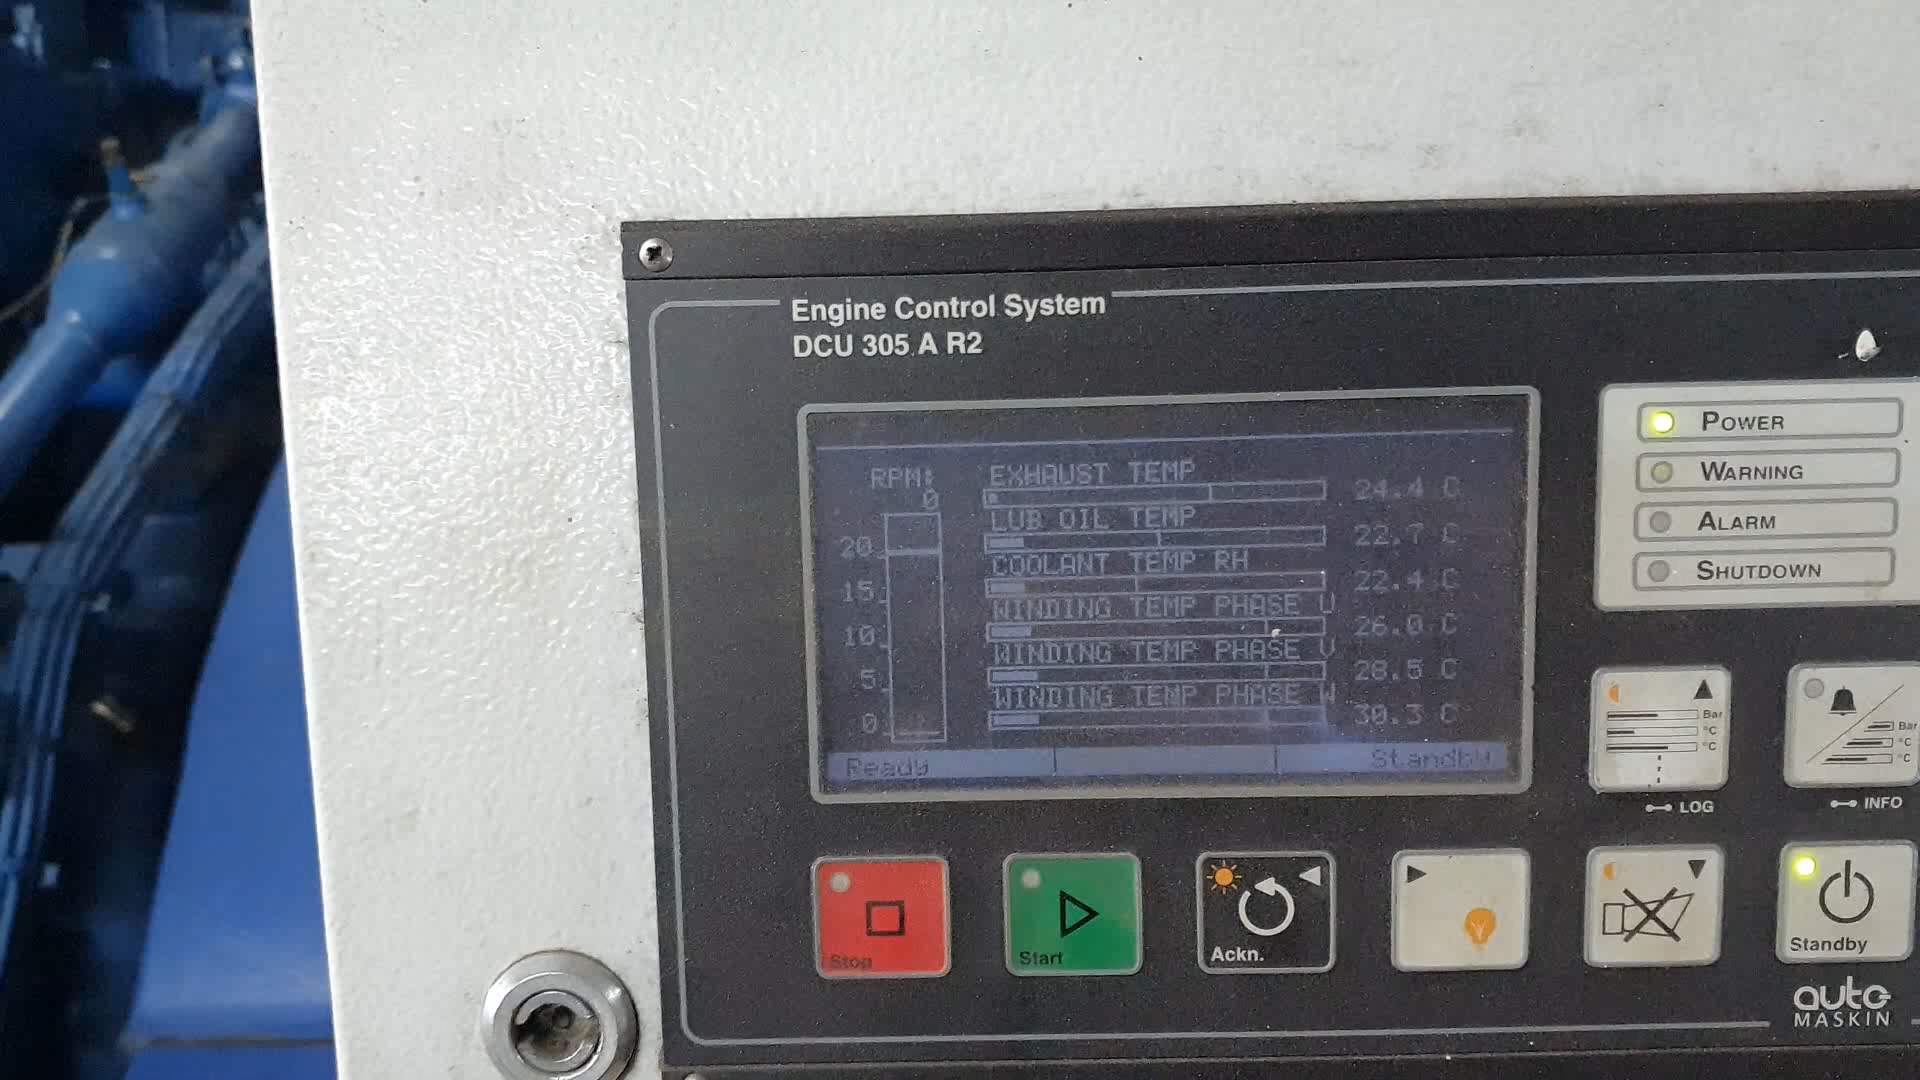 Engine Control System
DCU 305 A R2
RPM:
0
20
15
10
5
0
EXHAUST TEMP
24.4 C
LUB OIL TEMP
22.7 C
COOLANT TEMP RH
22.4 C
WINDING TEMP PHASE U
26.0 C
WINDING TEMP PHASE V
28.5 C
WINDING TEMP PHASE W
30.3 C
Ready
Standby
POWER
WARNING
ALARM
SHUTDOWN
Bar
°C
°C
LOG
Bar
°C
°C
INFO
Stop
Start
Ackn.
Standby
auto
MASKIN